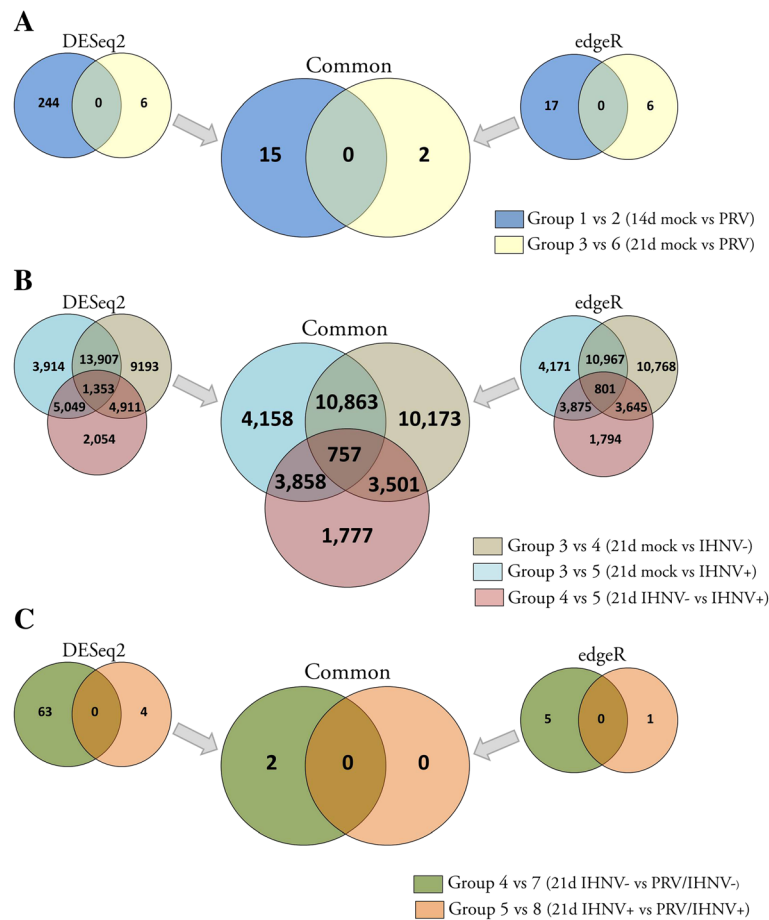 A
DESeq2
edgeR
Common
244 0 6
17 0 6
15 0 2
Group 1 vs 2 (14d mock vs PRV)
Group 3 vs 6 (21d mock vs PRV)
B
DESeq2
edgeR
Common
3,914 13,907 9193
1,353
5,049 4,911
2,054
4,171 10,967 10,768
801
3,875 3,645
1,794
4,158 10,863 10,173
757
3,858 3,501
1,777
Group 3 vs 4 (21d mock vs IHNV-)
Group 3 vs 5 (21d mock vs IHNV+)
Group 4 vs 5 (21d IHNV- vs IHNV+)
C
DESeq2
edgeR
Common
63 0 4
5 0 1
2 0 0
Group 4 vs 7 (21d IHNV- vs PRV/IHNV-)
Group 5 vs 8 (21d IHNV+ vs PRV/IHNV+)